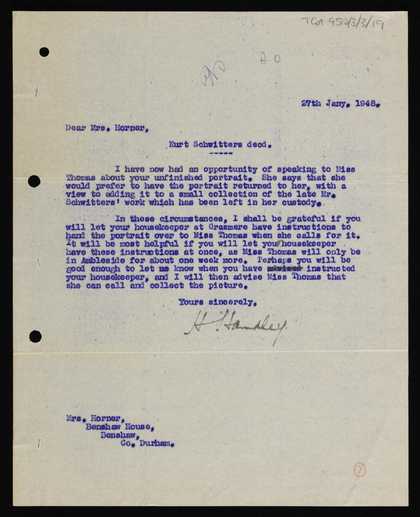 TGA 9510/3/3/19
20
27th Jany. 1948.
Dear Mrs. Horner,
Kurt Schwitters decd.
-----
I have now had an opportunity of speaking to Miss
Thomas about your unfinished portrait. She says that she
would prefer to have the portrait returned to her, with a
view to adding it to a small collection of the late Mr.
Schwitters' work which has been left in her custody.
In these circumstances, I shall be grateful if you
will let your housekeeper at Grasmere have instructions to
hand the portrait over to Miss Thomas when she calls for it.
It will be most helpful if you will let you/housekeeper
have these instructions at once, as Miss Thomas will only be
in Ambleside for about one week more. Perhaps you will be
good enough to let me know when you have instructed
your housekeeper, and I will then advise Miss Thomas that
she can call and collect the picture.
Yours sincerely,
H. Handley.
Mrs. Horner,
Benshaw House,
Benshaw,
Co. Durham.
7